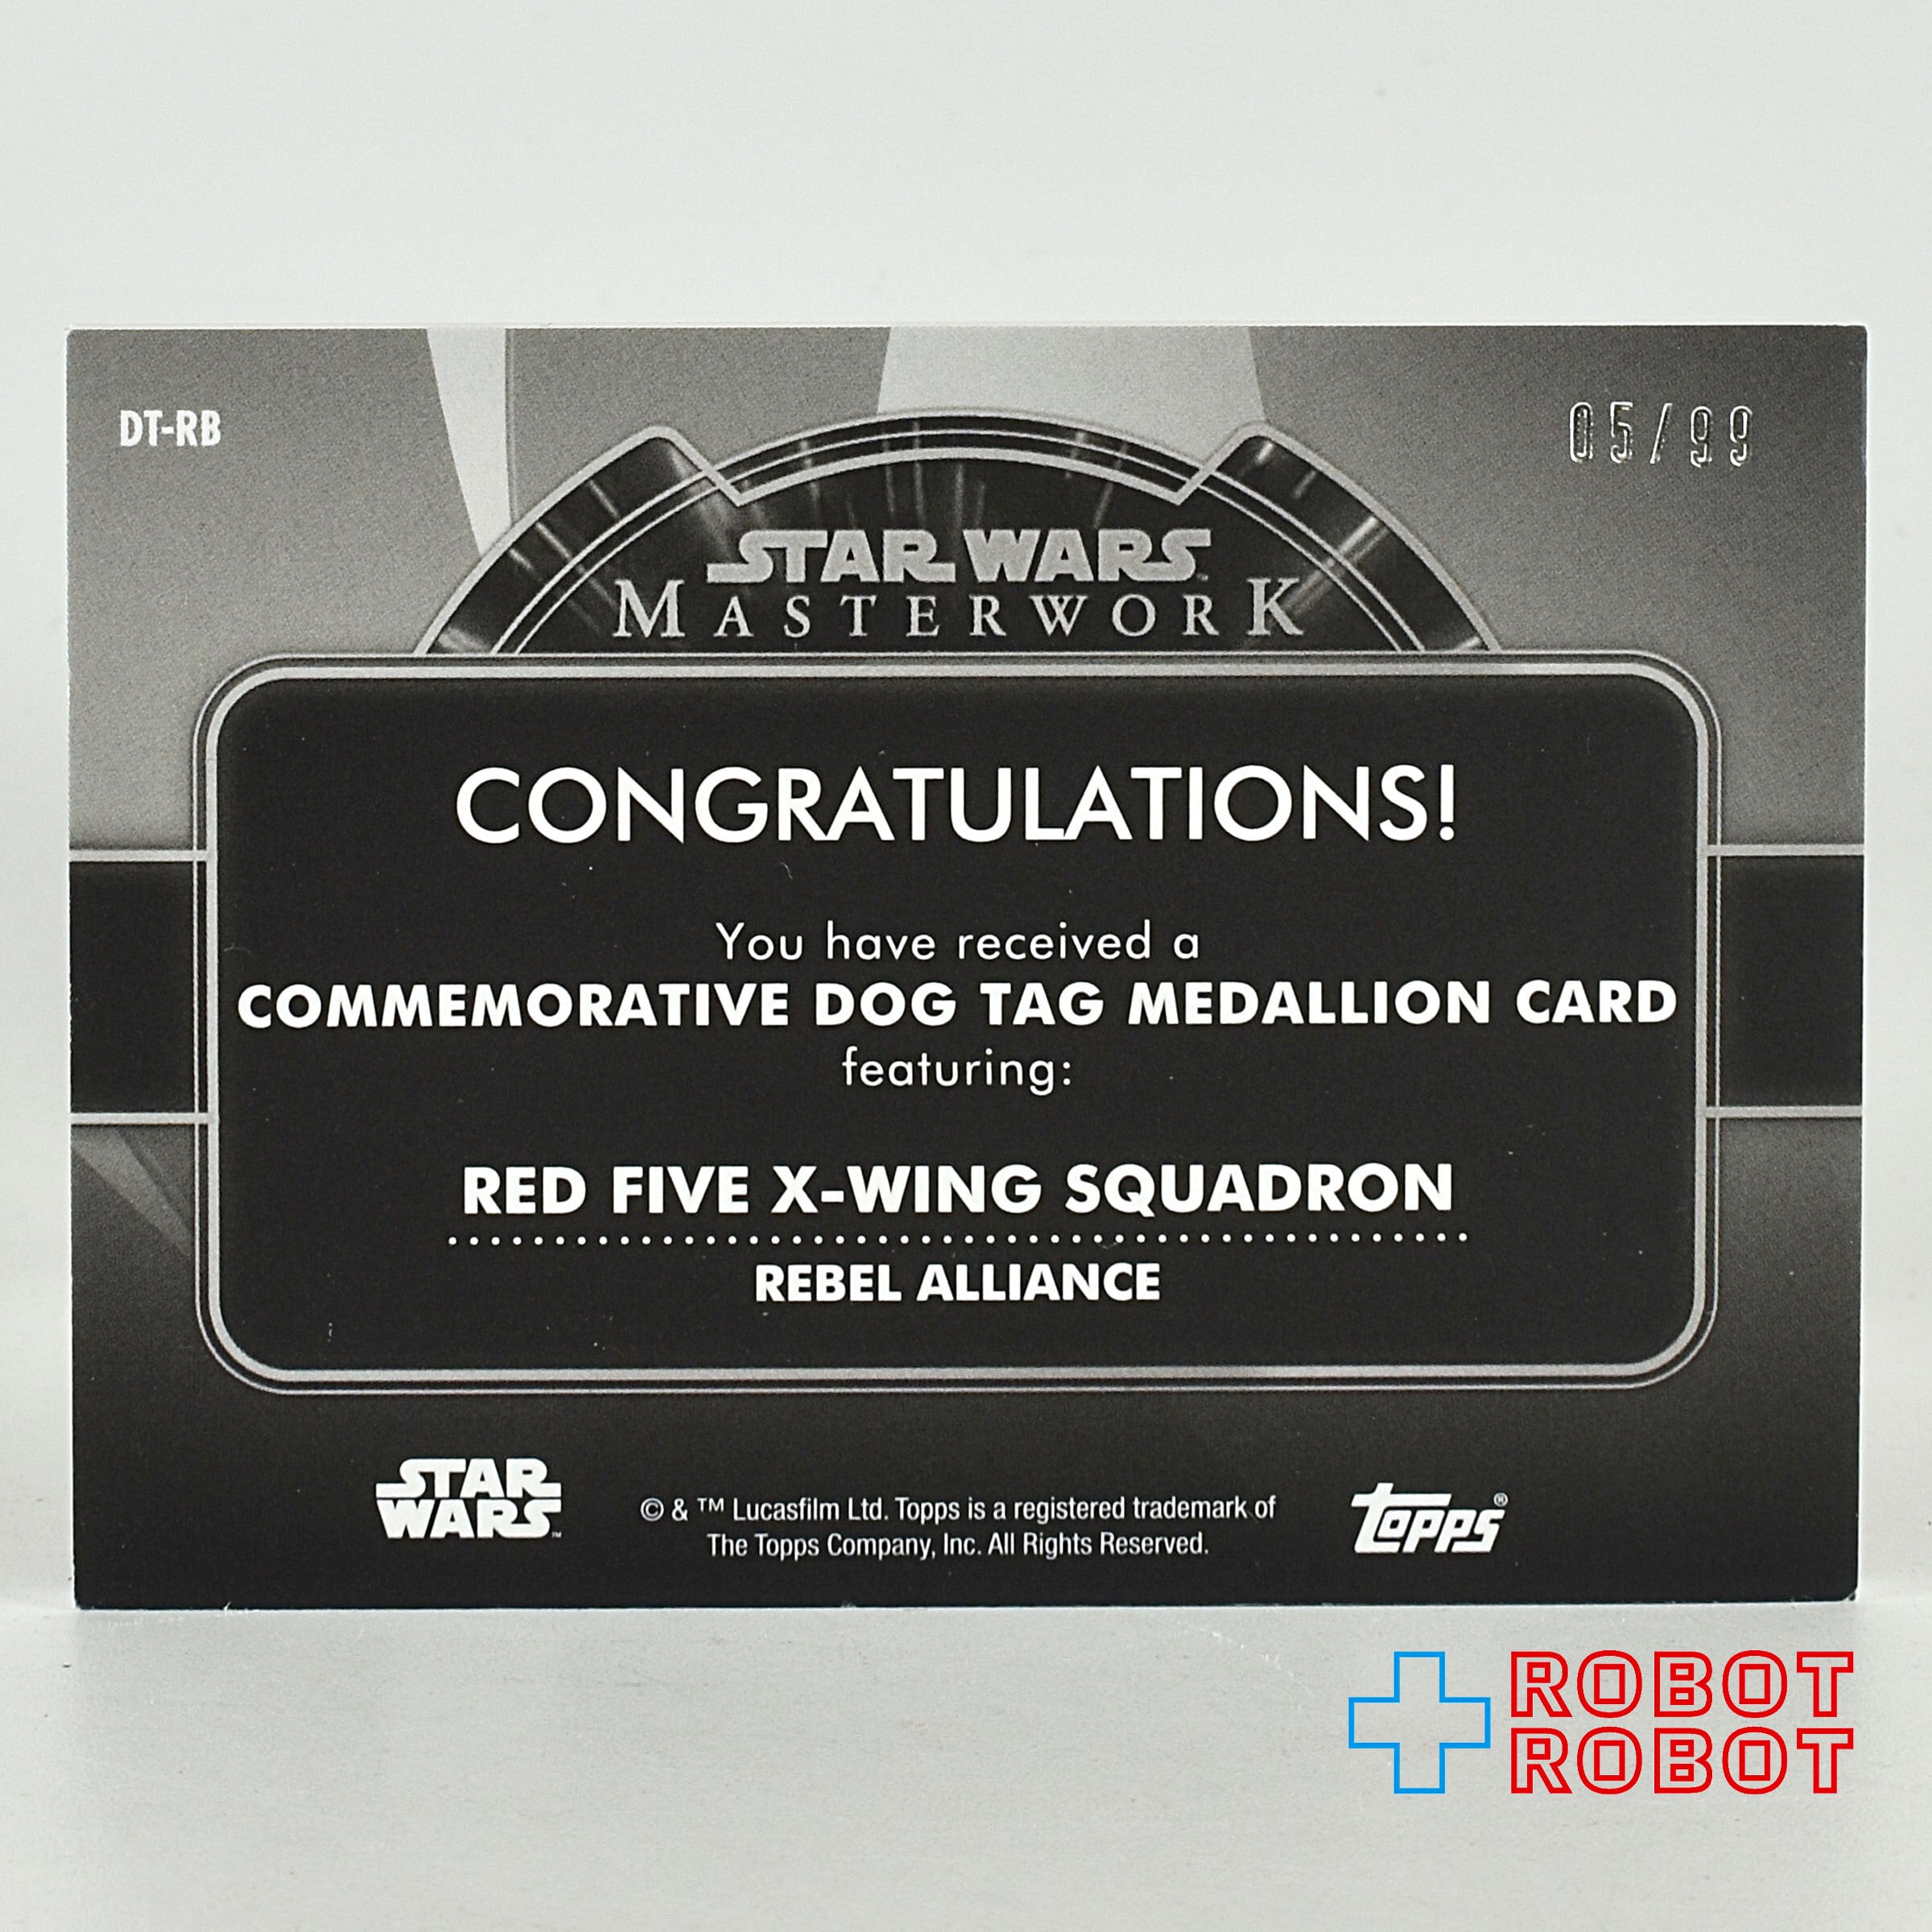 DT-RB
05/99
STAR WARS
MASTERWORK
CONGRATULATIONS!
You have received a
COMMEMORATIVE DOG TAG MEDALLION CARD
featuring:
RED FIVE X-WING SQUADRON
REBEL ALLIANCE
STAR
WARS™
© & ™ Lucasfilm Ltd. Topps is a registered trademark of
The Topps Company, Inc. All Rights Reserved.
Topps®
ROBOT
ROBOT